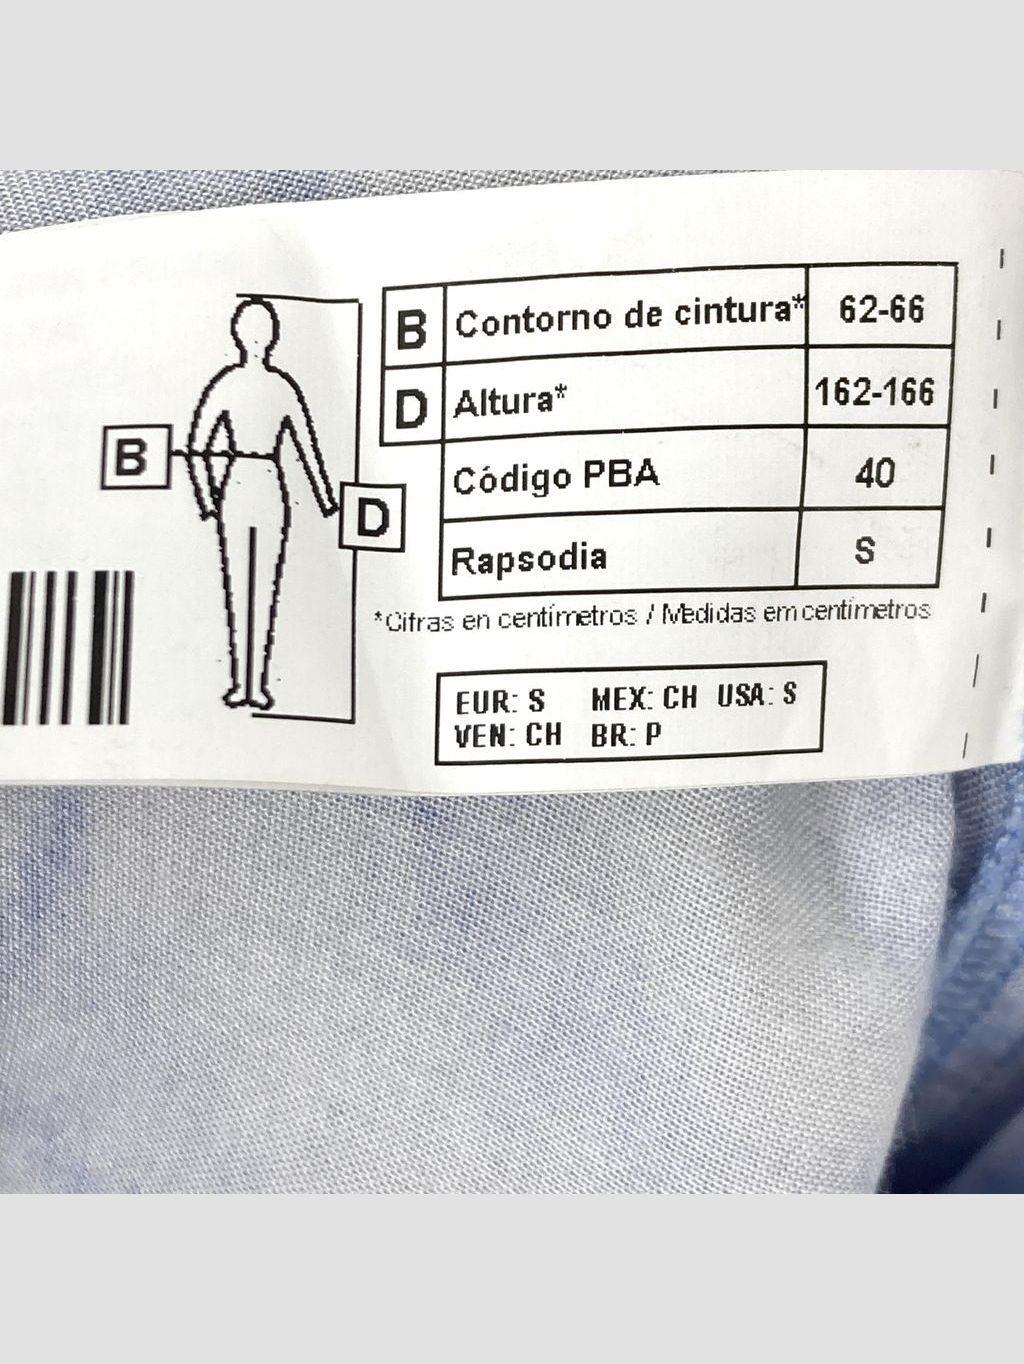 B Contorno de cintura* 62-66
D Altura* 162-166
Código PBA 40
Rapsodia S
B
D
*Cifras en centímetros / Medidas em centimetros
EUR: S MEX: CH USA: S
VEN: CH BR: P